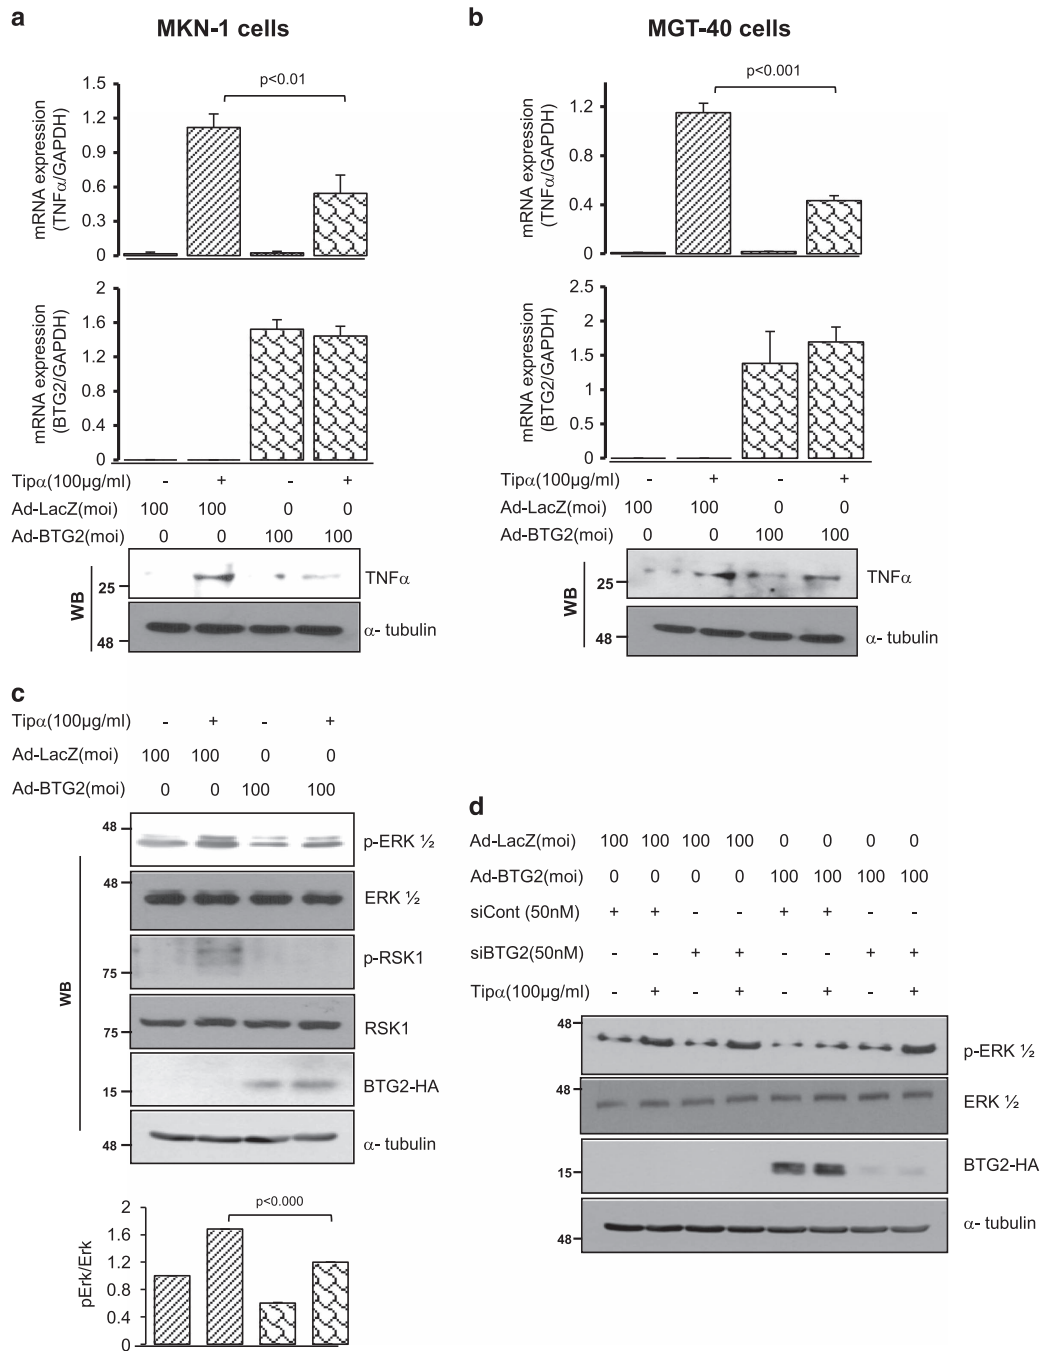 a
MKN-1 cells
p<0.01
mRNA expression
(TNFα/GAPDH)
1.5
1.2
0.9
0.6
0.3
0
mRNA expression
(BTG2/GAPDH)
2
1.6
1.2
0.8
0.4
0
Tipα(100µg/ml) - + - +
Ad-LacZ(moi) 100 100 0 0
Ad-BTG2(moi) 0 0 100 100
WB
25
TNFα
48
α- tubulin
b
MGT-40 cells
p<0.001
mRNA expression
(TNFα/GAPDH)
1.2
0.8
0.4
0
mRNA expression
(BTG2/GAPDH)
2.5
2
1.5
1
0.5
0
Tipα(100µg/ml) - + - +
Ad-LacZ(moi) 100 100 0 0
Ad-BTG2(moi) 0 0 100 100
WB
25
TNFα
48
α- tubulin
c
Tipα(100µg/ml) - + - +
Ad-LacZ(moi) 100 100 0 0
Ad-BTG2(moi) 0 0 100 100
WB
48
p-ERK ½
48
ERK ½
p-RSK1
75
RSK1
75
BTG2-HA
15
α- tubulin
48
p<0.000
pErk/Erk
2
1.6
1.2
0.8
0.4
0
d
Ad-LacZ(moi) 100 100 100 100 0 0 0 0
Ad-BTG2(moi) 0 0 0 0 100 100 100 100
siCont (50nM) + + - - + + - -
siBTG2(50nM) - - + + - - + +
Tipα(100µg/ml) - + - + - + - +
48
p-ERK ½
48
ERK ½
15
BTG2-HA
48
α- tubulin